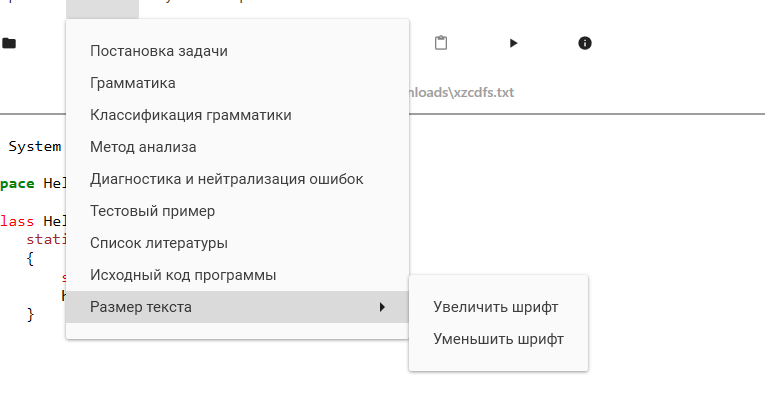 Постановка задачи
Грамматика
Классификация грамматики
nloads\xzcdfs.txt
Метод анализа
System
Диагностика и нейтрализация ошибок
pace Hel
Тестовый пример
lass Hel
Список литературы
stati
{
Исходный код программы
Размер текста
}
Увеличить шрифт
Уменьшить шрифт